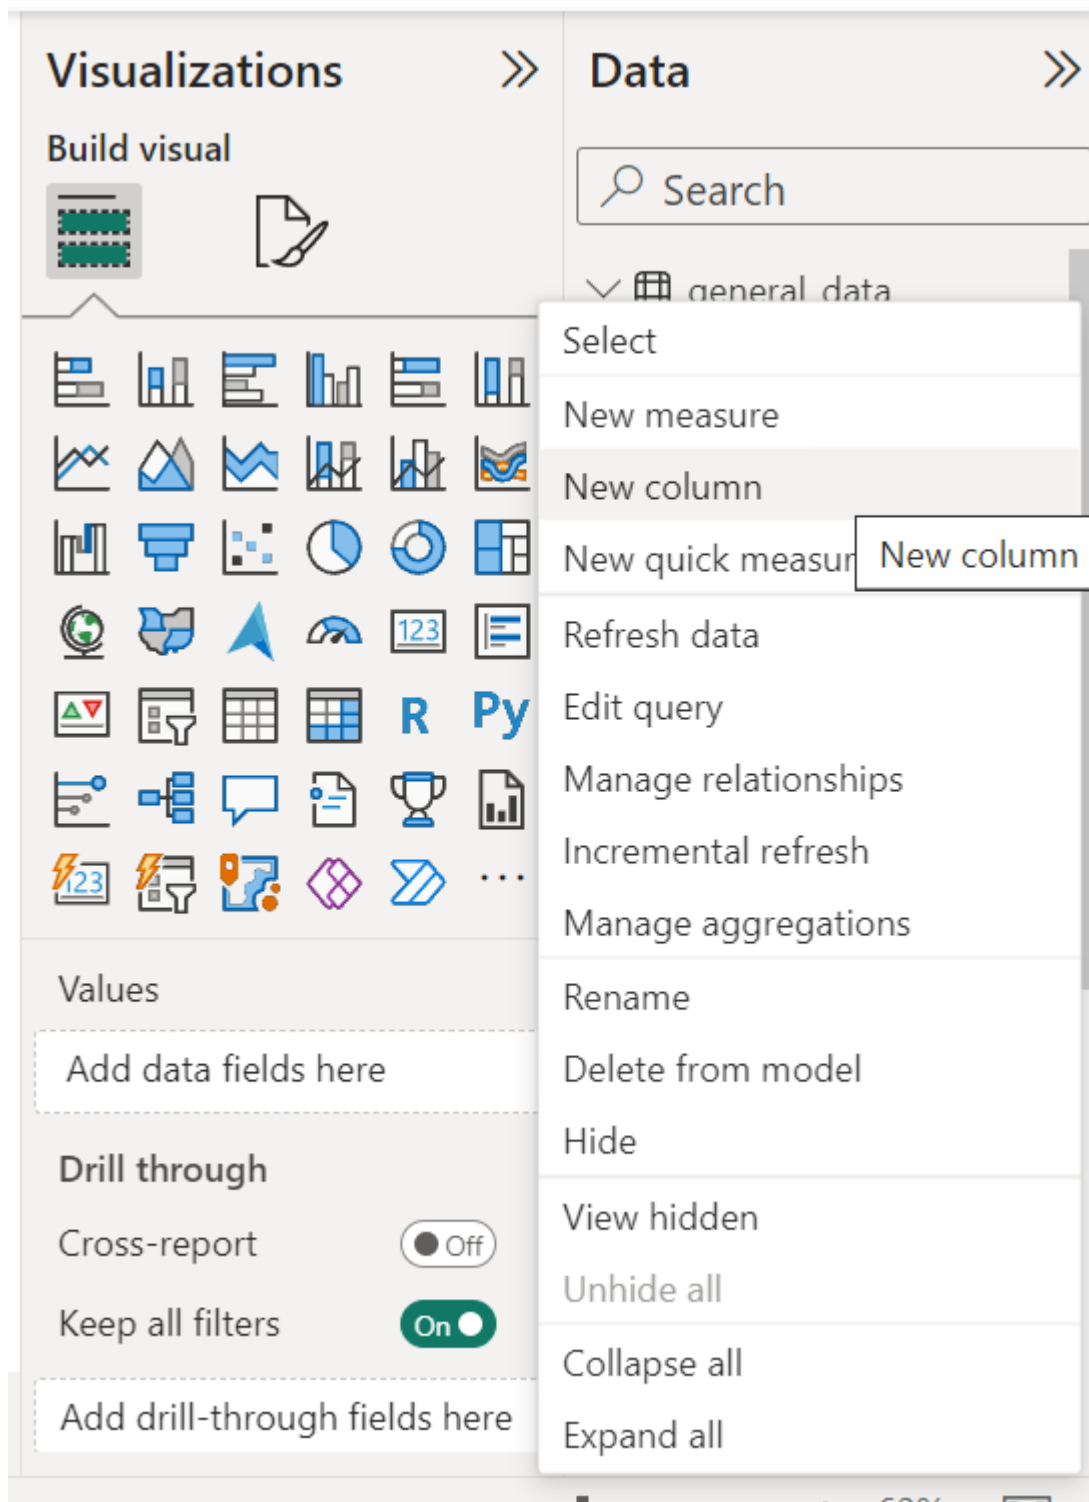 Visualizations
Build visual
123
R
Py
123
Values
Add data fields here
Drill through
Cross-report
Off
Keep all filters
On
Add drill-through fields here
Data
Search
general_data
Select
New measure
New column
New quick measur
New column
Refresh data
Edit query
Manage relationships
Incremental refresh
Manage aggregations
Rename
Delete from model
Hide
View hidden
Unhide all
Collapse all
Expand all